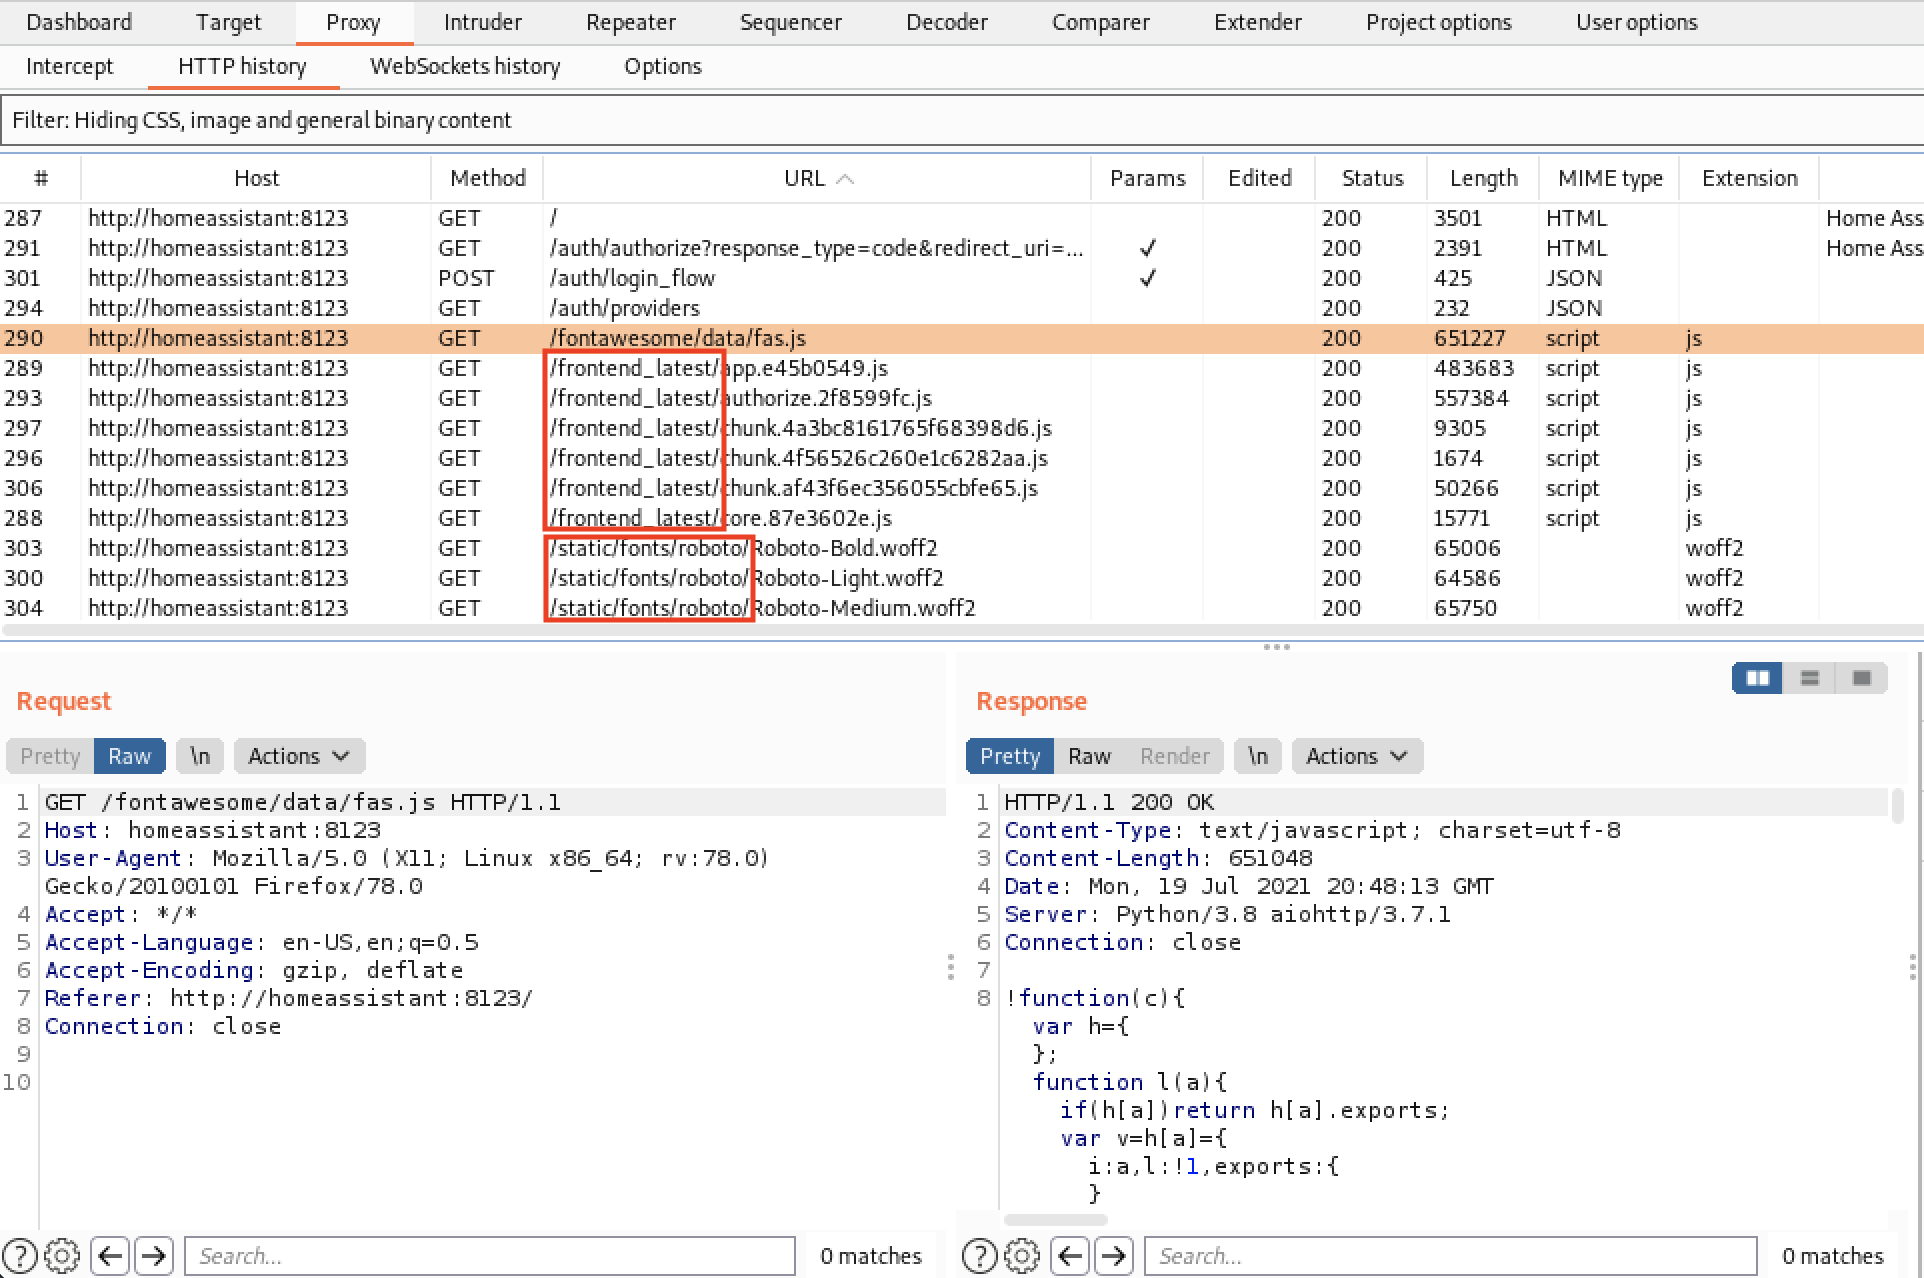 Dashboard Target Proxy Intruder Repeater Sequencer Decoder Comparer Extender Project options User options
Intercept HTTP history WebSockets history Options
Filter: Hiding CSS, image and general binary content
# Host Method URL Params Edited Status Length MIME type Extension
287 http://homeassistant:8123 GET / 200 3501 HTML Home Ass
291 http://homeassistant:8123 GET /auth/authorize?response_type=code&redirect_uri=... ✓ 200 2391 HTML Home Ass
301 http://homeassistant:8123 POST /auth/login_flow ✓ 200 425 JSON
294 http://homeassistant:8123 GET /auth/providers 200 232 JSON
290 http://homeassistant:8123 GET /fontawesome/data/fas.js 200 651227 script js
289 http://homeassistant:8123 GET /frontend_latest/app.e45b0549.js 200 483683 script js
293 http://homeassistant:8123 GET /frontend_latest/authorize.2f8599fc.js 200 557384 script js
297 http://homeassistant:8123 GET /frontend_latest/chunk.4a3bc8161765f68398d6.js 200 9305 script js
296 http://homeassistant:8123 GET /frontend_latest/chunk.4f56526c260e1c6282aa.js 200 1674 script js
306 http://homeassistant:8123 GET /frontend_latest/chunk.af43f6ec356055cbfe65.js 200 50266 script js
288 http://homeassistant:8123 GET /frontend_latest/core.87e3602e.js 200 15771 script js
303 http://homeassistant:8123 GET /static/fonts/roboto/Roboto-Bold.woff2 200 65006 woff2
300 http://homeassistant:8123 GET /static/fonts/roboto/Roboto-Light.woff2 200 64586 woff2
304 http://homeassistant:8123 GET /static/fonts/roboto/Roboto-Medium.woff2 200 65750 woff2
Request
Pretty Raw \n Actions
1 GET /fontawesome/data/fas.js HTTP/1.1
2 Host: homeassistant:8123
3 User-Agent: Mozilla/5.0 (X11; Linux x86_64; rv:78.0)
Gecko/20100101 Firefox/78.0
4 Accept: */*
5 Accept-Language: en-US,en;q=0.5
6 Accept-Encoding: gzip, deflate
7 Referer: http://homeassistant:8123/
8 Connection: close
9
10
? Search... 0 matches
Response
Pretty Raw Render \n Actions
1 HTTP/1.1 200 OK
2 Content-Type: text/javascript; charset=utf-8
3 Content-Length: 651048
4 Date: Mon, 19 Jul 2021 20:48:13 GMT
5 Server: Python/3.8 aiohttp/3.7.1
6 Connection: close
7
8 !function(c){
var h={
};
function l(a){
if(h[a])return h[a].exports;
var v=h[a]={
i:a,l:!1,exports:{
}
? Search... 0 matches